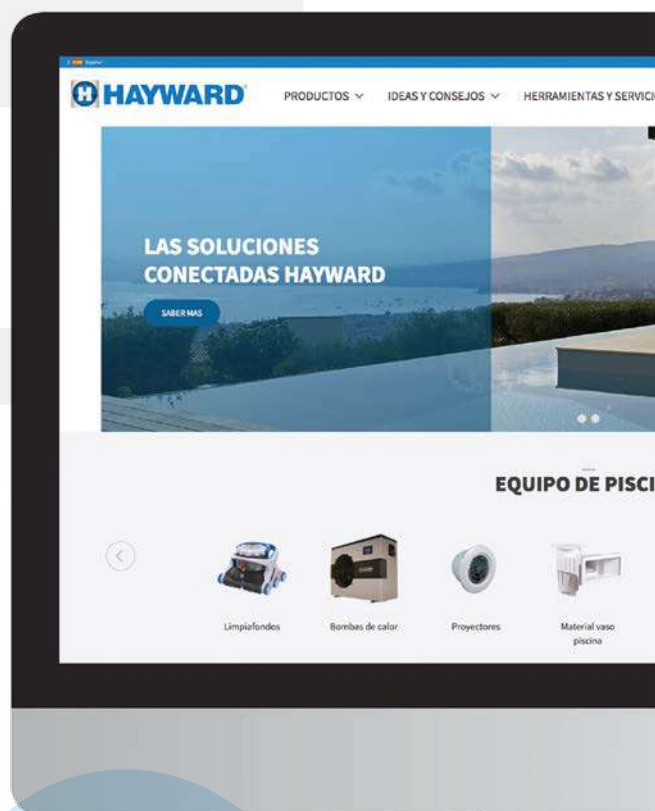 Español
HAYWARD
PRODUCTOS IDEAS Y CONSEJOS HERRAMIENTAS Y SERVICI
LAS SOLUCIONES
CONECTADAS HAYWARD
SABER MAS
EQUIPO DE PISCI
Limpiafondos Bombas de calor Proyectores Material vaso
piscina